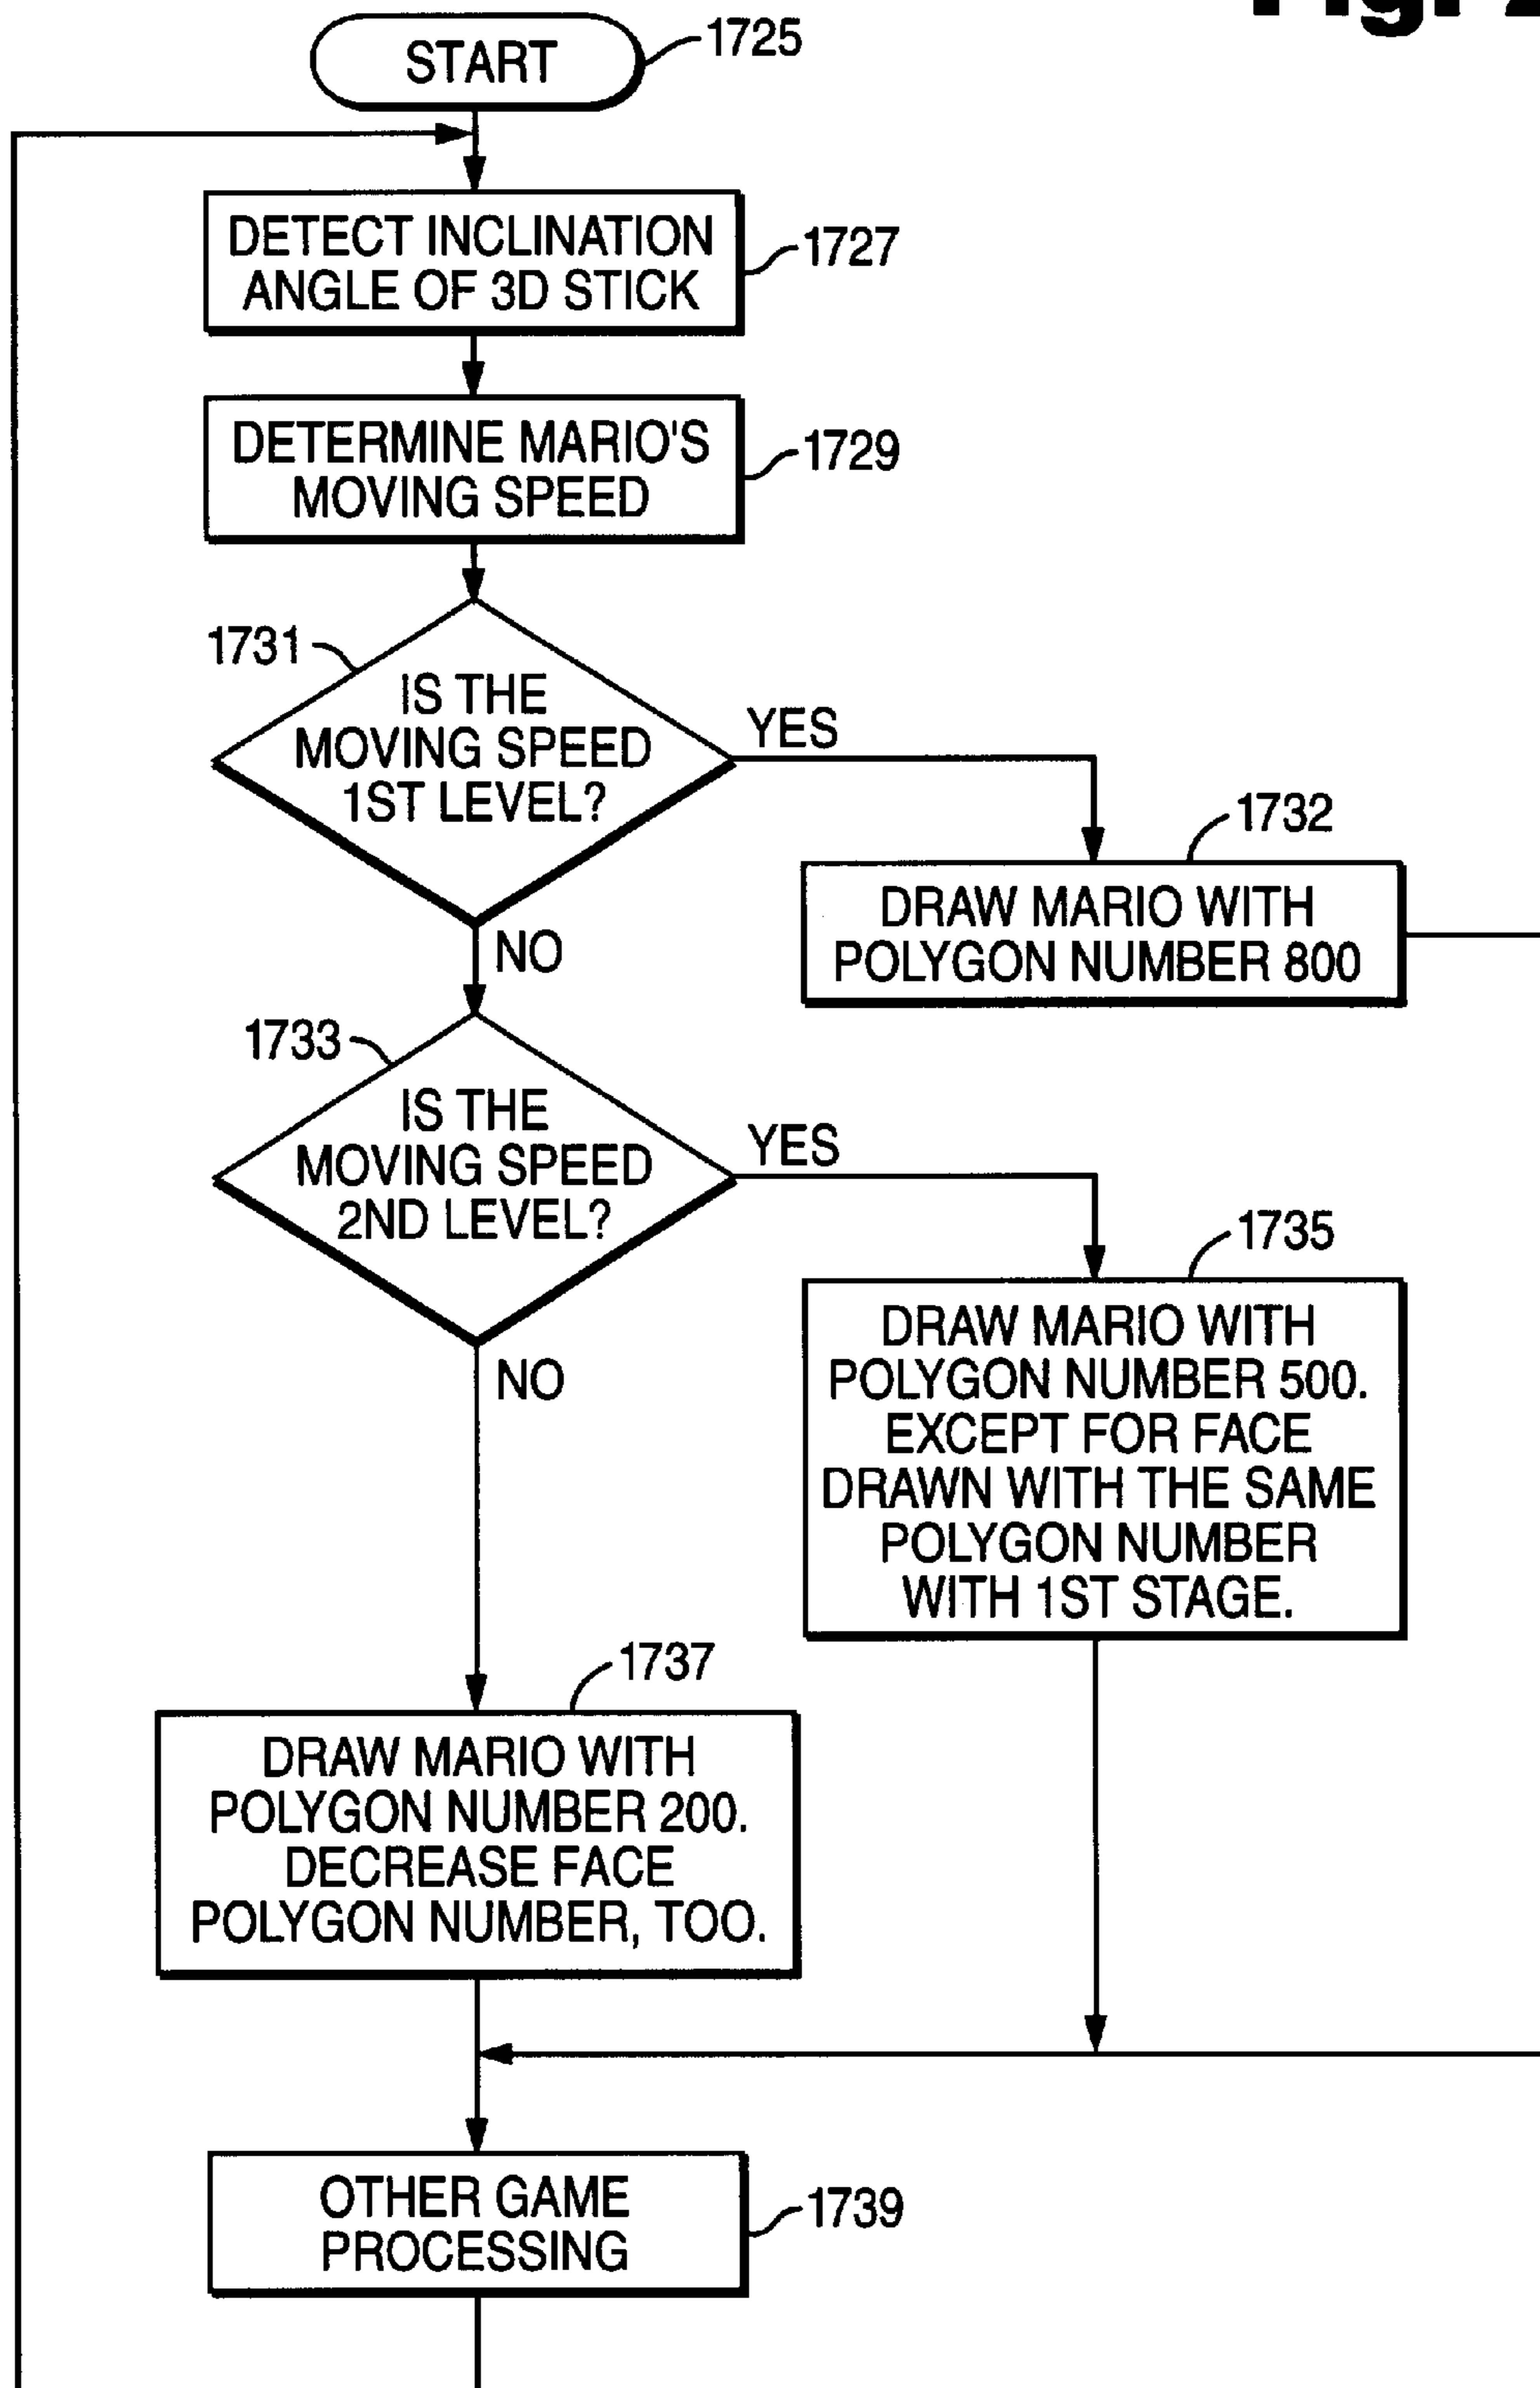 START
1725
DETECT INCLINATION
ANGLE OF 3D STICK
1727
DETERMINE MARIO'S
MOVING SPEED
1729
1731
IS THE
MOVING SPEED
1ST LEVEL?
YES
1732
DRAW MARIO WITH
POLYGON NUMBER 800
NO
1733
IS THE
MOVING SPEED
2ND LEVEL?
YES
1735
DRAW MARIO WITH
POLYGON NUMBER 500.
EXCEPT FOR FACE
DRAWN WITH THE SAME
POLYGON NUMBER
WITH 1ST STAGE.
NO
1737
DRAW MARIO WITH
POLYGON NUMBER 200.
DECREASE FACE
POLYGON NUMBER, TOO.
OTHER GAME
PROCESSING
1739